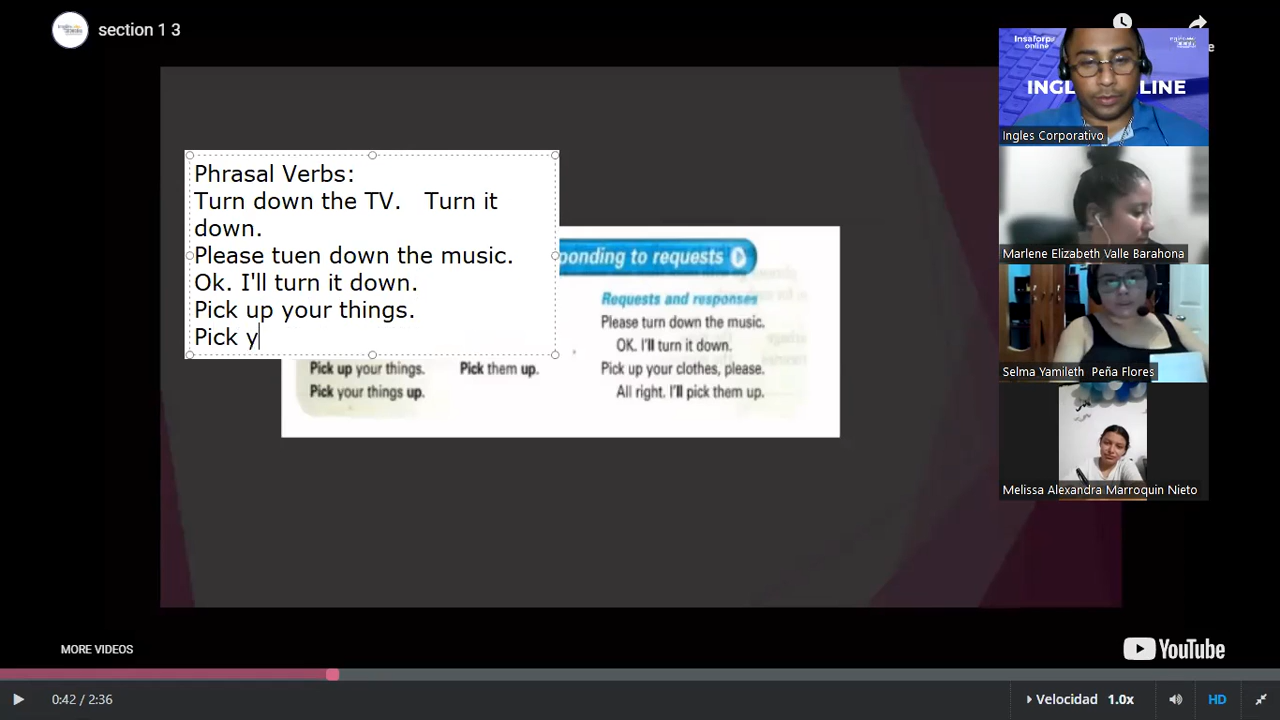 section 1 3
Insaforp
online
INGL
LINE
Ingles Corporativo
Phrasal Verbs:
Turn down the TV.   Turn it
down.
Please tuen down the music.
Ok. I'll turn it down.
Pick up your things.
Pick y
ponding to requests
Requests and responses
Please turn down the music.
OK. I'll turn it down.
Pick up your things.
Pick them up.
Pick up your clothes, please.
Pick your things up.
All right. I'll pick them up.
Marlene Elizabeth Valle Barahona
Selma Yamileth Peña Flores
Melissa Alexandra Marroquin Nieto
MORE VIDEOS
YouTube
0:42 / 2:36
Velocidad 1.0x
HD